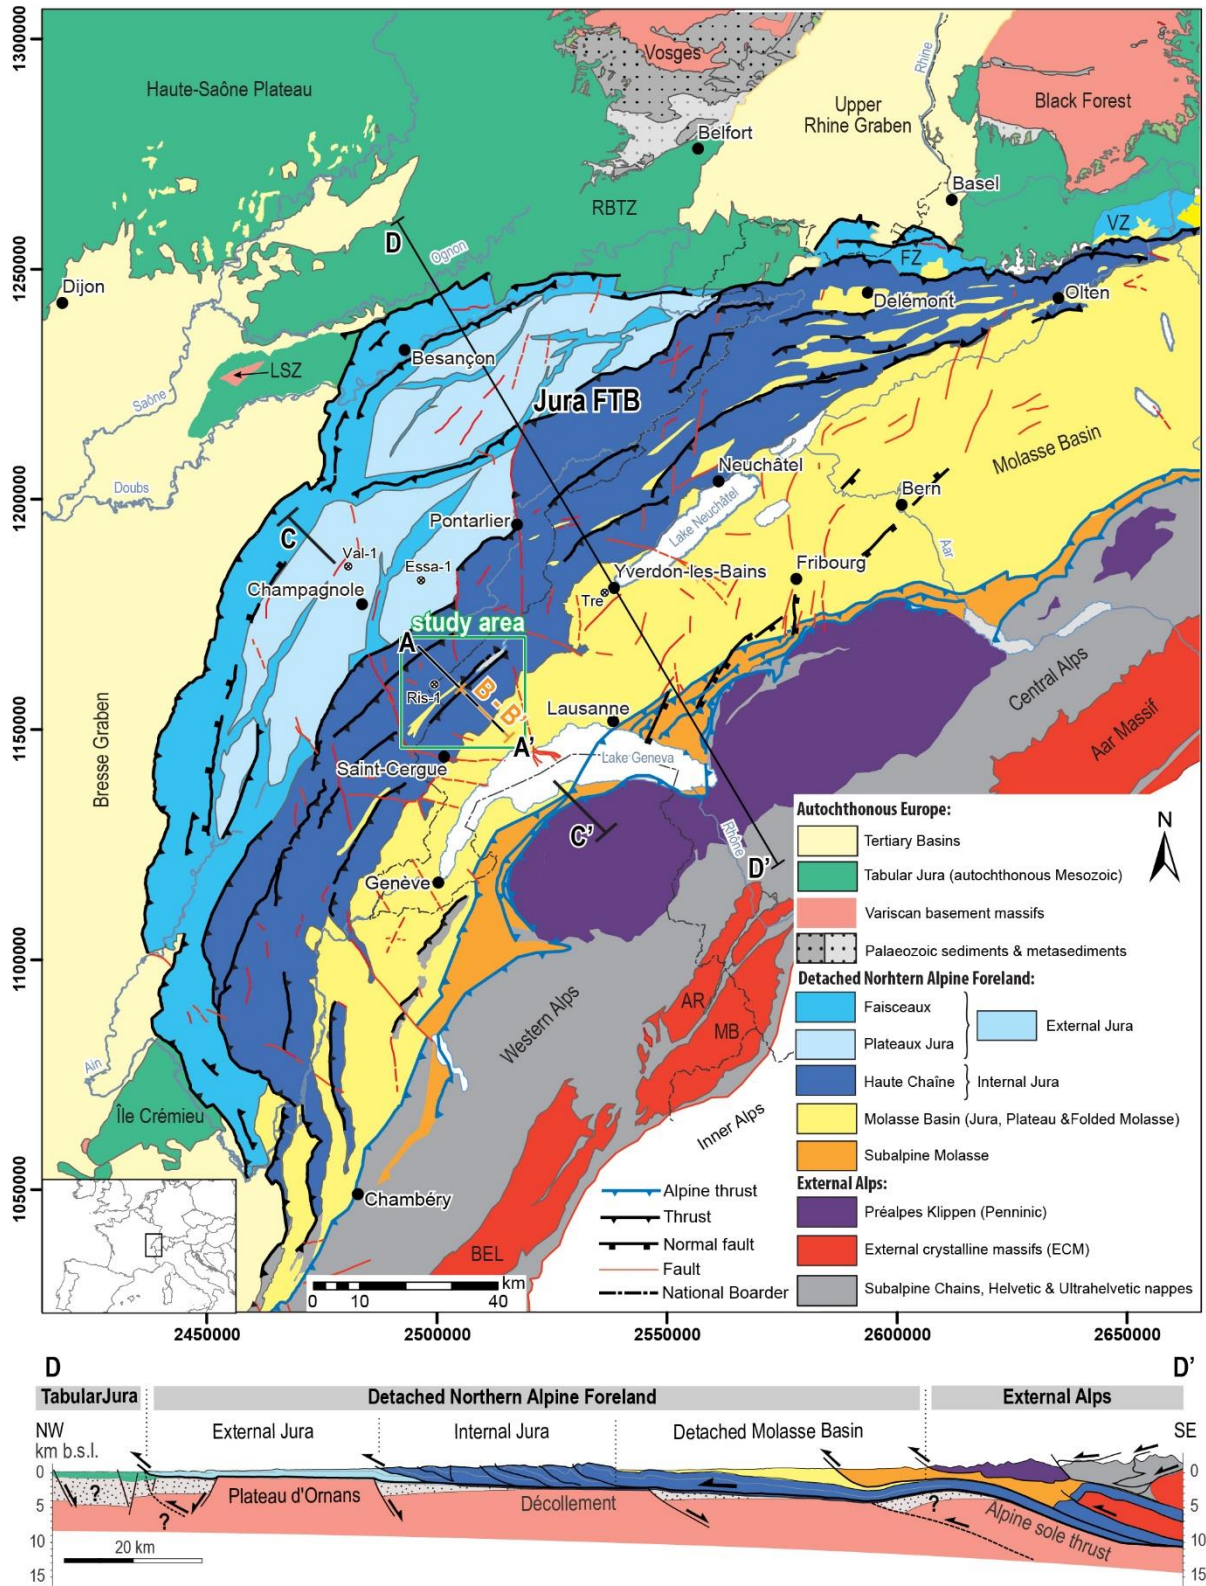 1300000
1250000
1200000
1150000
1100000
1050000
Vosges
Haute-Saône Plateau
Upper
Rhine Graben
Rhine
Black Forest
Belfort
Basel
RBTZ
VZ
D
Ognon
FZ
Dijon
Delémont
Olten
Besançon
LSZ
Saône
Jura FTB
Molasse Basin
Doubs
Neuchâtel
Bern
Pontarlier
Lake Neuchâtel
C
Val-1
Essa-1
Aar
Champagnole
Yverdon-les-Bains
Fribourg
Tre
study area
A
Ris-1
B - B'
Central Alps
Lausanne
A'
Aar Massif
Bresse Graben
Saint-Cergue
Lake Geneva
C'
Rhône
D'
Genève
N
Western Alps
AR
MB
Ain
Île Crémieu
Inner Alps
Chambéry
BEL
Autochthonous Europe:
Tertiary Basins
Tabular Jura (autochthonous Mesozoic)
Variscan basement massifs
Palaeozoic sediments & metasediments
Detached Norhtern Alpine Foreland:
Faisceaux
External Jura
Plateaux Jura
Haute Chaîne
Internal Jura
Molasse Basin (Jura, Plateau &Folded Molasse)
Subalpine Molasse
External Alps:
Préalpes Klippen (Penninic)
External crystalline massifs (ECM)
Subalpine Chains, Helvetic & Ultrahelvetic nappes
Alpine thrust
Thrust
Normal fault
Fault
National Boarder
km
0 10 40
2450000 2500000 2550000 2600000 2650000
D D'
TabularJura Detached Northern Alpine Foreland External Alps
NW External Jura Internal Jura Detached Molasse Basin SE
km b.s.l.
0 0
? Plateau d'Ornans Décollement ?
5 5
? Alpine sole thrust
10 10
20 km
15 15